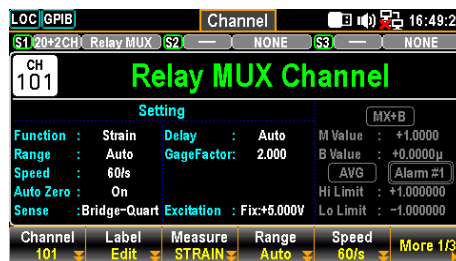 LOC GPIB Channel 16:49:2
S1 20+2CH Relay MUX S2 — NONE S3 — NONE
CH 101 Relay MUX Channel
Setting MX+B
Function : Strain Delay : Auto M Value : +1.0000
Range : Auto GageFactor: 2.000 B Value : +0.0000µ
Speed : 60/s AVG Alarm #1
Auto Zero : On Hi Limit : +1.000000
Sense :Bridge-Quart Excitation : Fix:+5.000V Lo Limit : -1.000000
Channel Label Measure Range Speed More 1/3
101 Edit STRAIN Auto 60/s